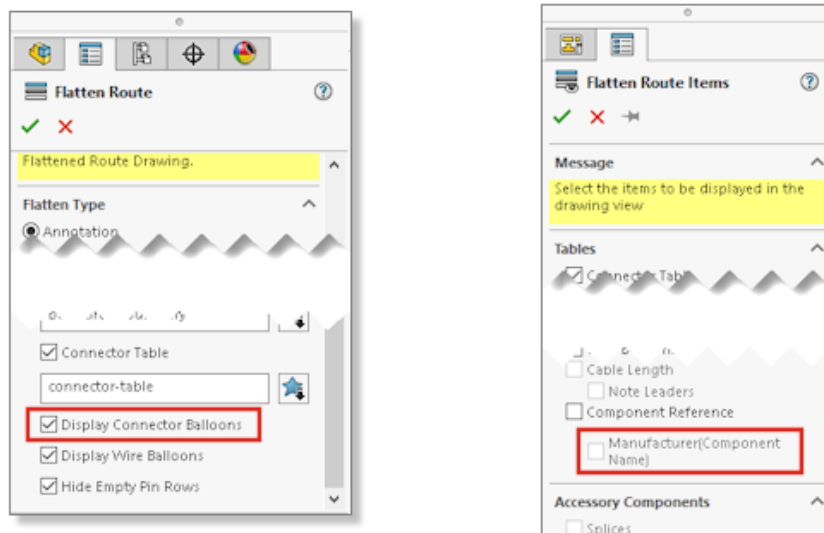 Flatten Route
Flattened Route Drawing.
Flatten Type
Annotation
Connector Table
connector-table
Display Connector Balloons
Display Wire Balloons
Hide Empty Pin Rows
Flatten Route Items
Message
Select the items to be displayed in the
drawing view
Tables
Connector Tabl
Cable Length
Note Leaders
Component Reference
Manufacturer(Component
Name)
Accessory Components
Splices